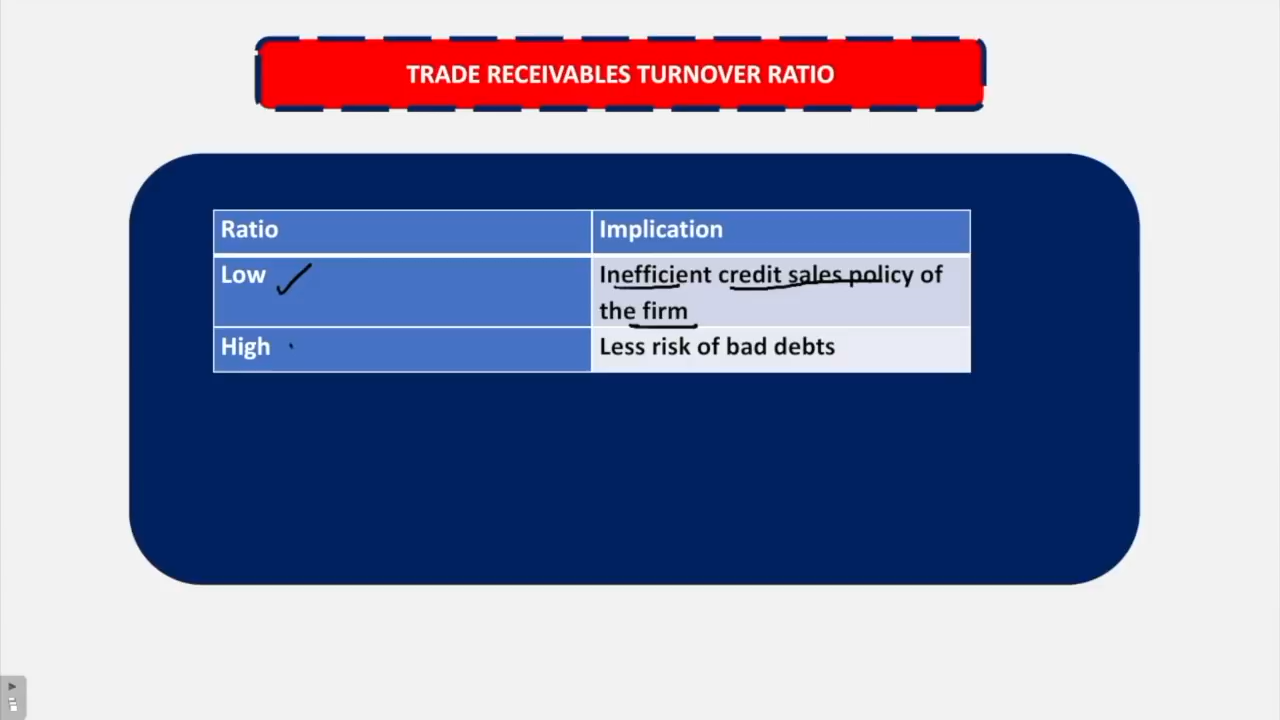 TRADE RECEIVABLES TURNOVER RATIO
Ratio
Implication
Low
Inefficient credit sales policy of
the firm
High
Less risk of bad debts